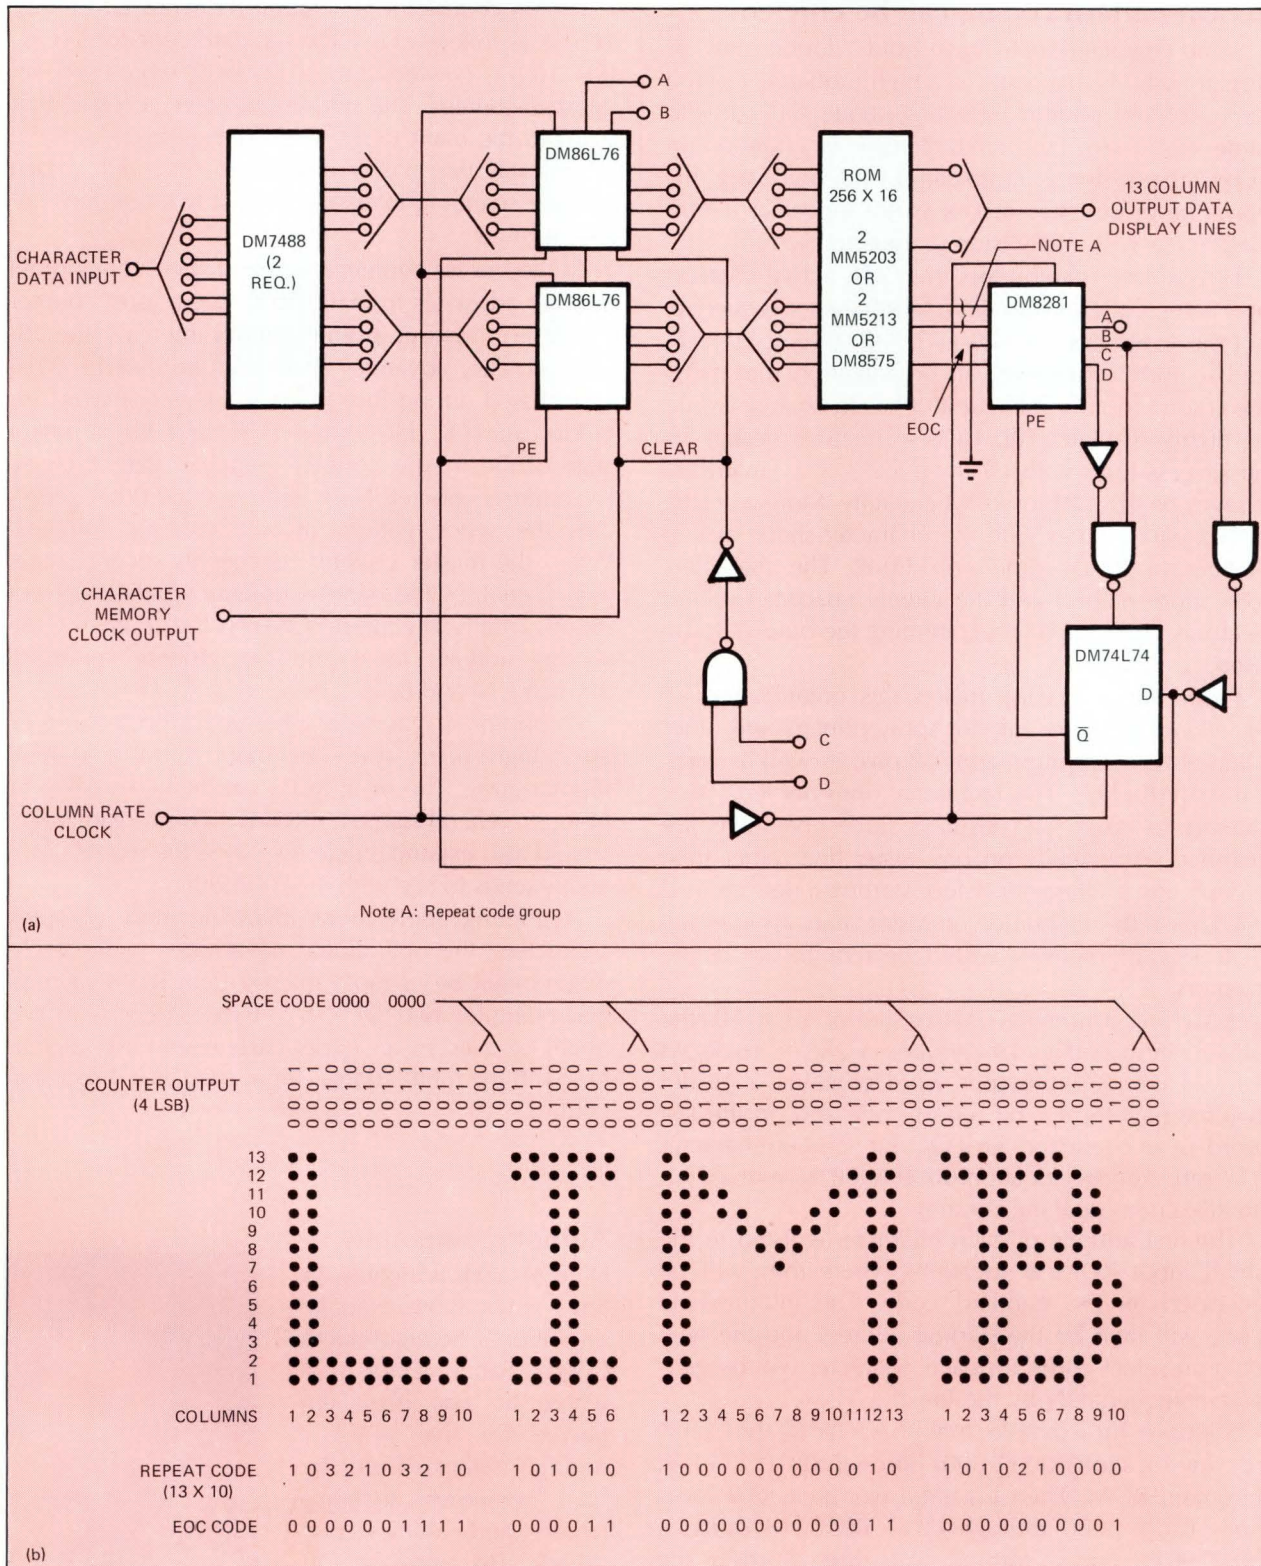 A
B
DM86L76
DM7488
(2
REQ.)
CHARACTER
DATA INPUT
ROM
256 X 16
2
MM5203
OR
2
MM5213
OR
DM8575
13 COLUMN
OUTPUT DATA
DISPLAY LINES
NOTE A
DM86L76
DM8281
A
B
C
D
EOC
PE
PE
CLEAR
CHARACTER
MEMORY
CLOCK OUTPUT
DM74L74
D
Q̅
C
D
COLUMN RATE
CLOCK
Note A: Repeat code group
(a)
SPACE CODE 0000 0000
COUNTER OUTPUT
(4 LSB)
13
12
11
10
9
8
7
6
5
4
3
2
1
COLUMNS 1 2 3 4 5 6 7 8 9 10 1 2 3 4 5 6 1 2 3 4 5 6 7 8 9 10 11 12 13 1 2 3 4 5 6 7 8 9 10
REPEAT CODE 1 0 3 2 1 0 3 2 1 0 1 0 1 0 1 0 1 0 0 0 0 0 0 0 0 0 0 1 0 1 0 1 0 2 1 0 0 0 0
(13 X 10)
EOC CODE 0 0 0 0 0 0 1 1 1 1 0 0 0 0 1 1 0 0 0 0 0 0 0 0 0 0 0 1 1 0 0 0 0 0 0 0 0 0 1
(b)